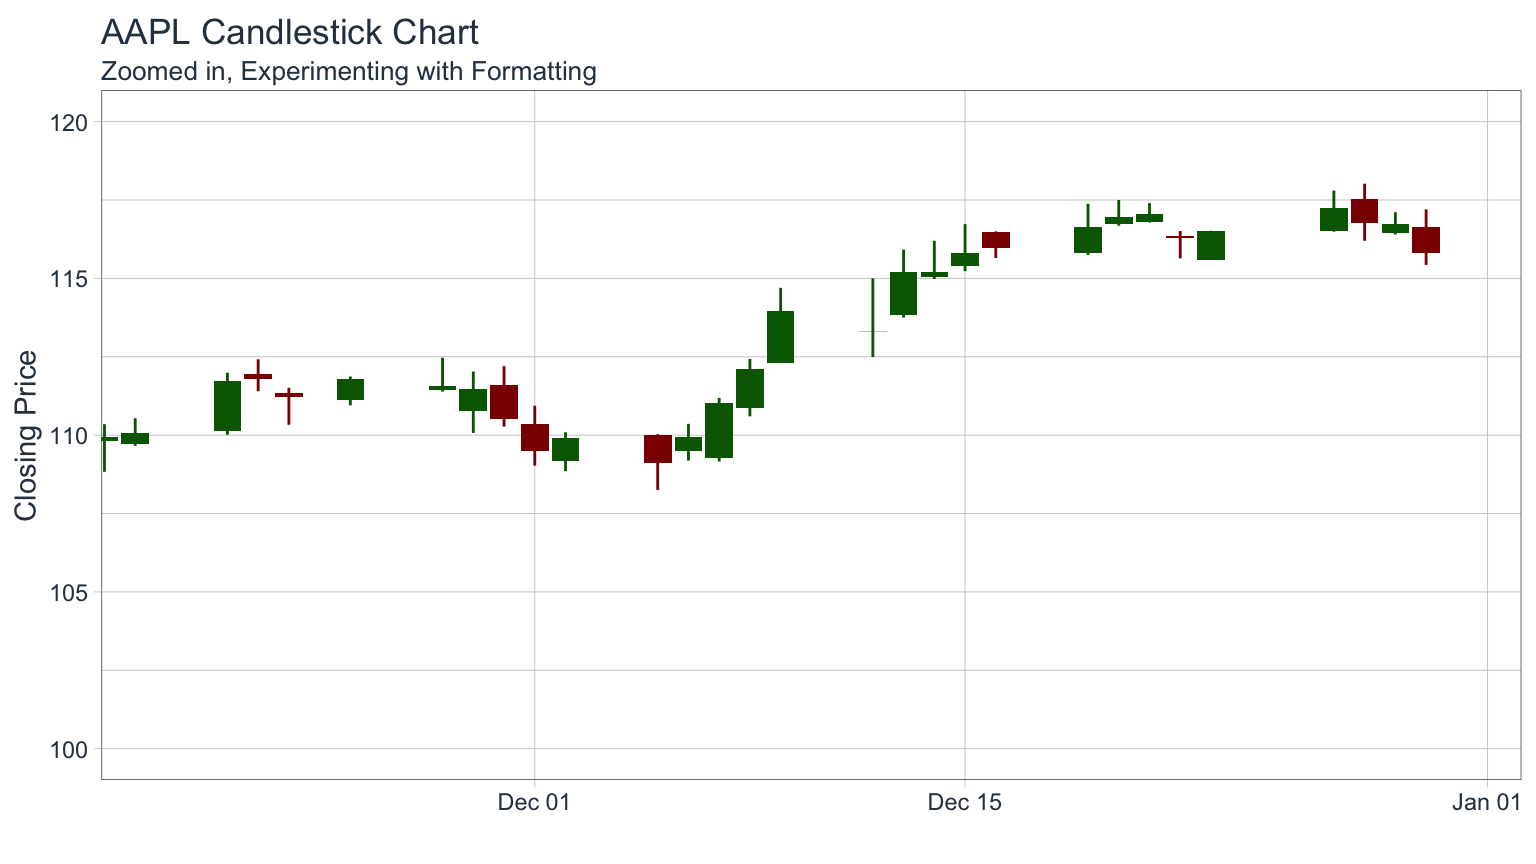 AAPL Candlestick Chart
Zoomed in, Experimenting with Formatting
120
115
110
105
100
Closing Price
Dec 01
Dec 15
Jan 01